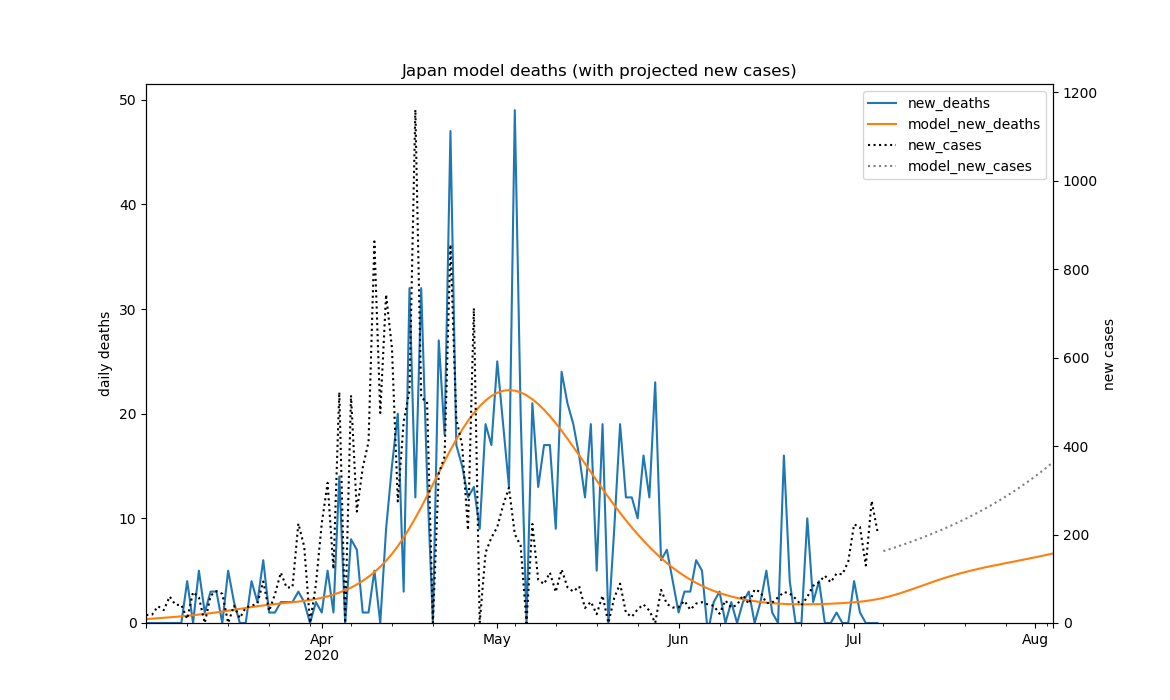 Japan model deaths (with projected new cases)
new_deaths
model_new_deaths
new_cases
model_new_cases
50
40
30
20
10
0
daily deaths
1200
1000
800
600
400
200
0
new cases
Apr
2020
May
Jun
Jul
Aug